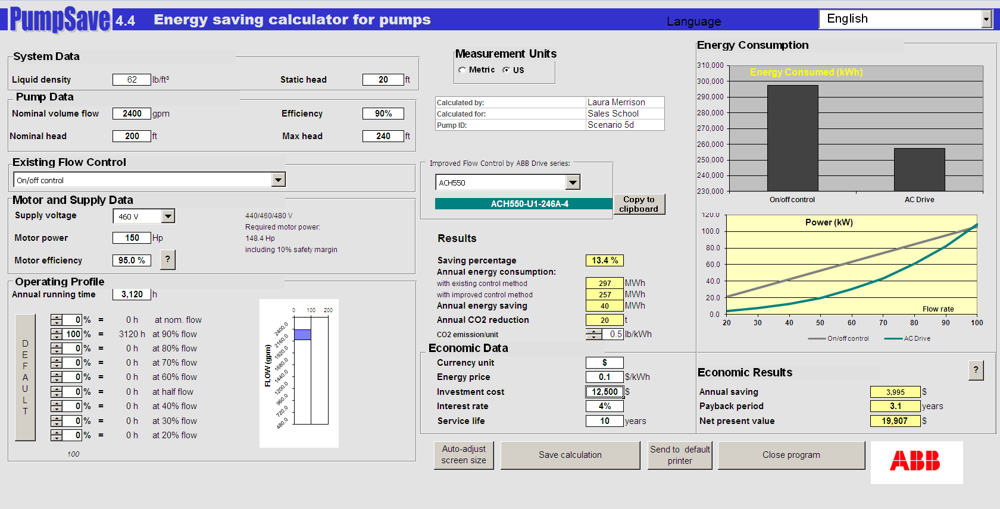 PumpSave 4.4 Energy saving calculator for pumps
Language English
System Data
Liquid density 62 lb/ft³ Static head 20 ft
Pump Data
Nominal volume flow 2400 gpm Efficiency 90%
Nominal head 200 ft Max head 240 ft
Existing Flow Control
On/off control
Motor and Supply Data
Supply voltage 460 V 440/460/480 V
Required motor power:
Motor power 150 Hp 148.4 Hp
including 10% safety margin
Motor efficiency 95.0 % ?
Operating Profile
Annual running time 3,120 h
DEFAULT
0 % = 0 h at nom. flow
100 % = 3120 h at 90% flow
0 % = 0 h at 80% flow
0 % = 0 h at 70% flow
0 % = 0 h at 60% flow
0 % = 0 h at half flow
0 % = 0 h at 40% flow
0 % = 0 h at 30% flow
0 % = 0 h at 20% flow
100
0 100 200
FLOW (gpm)
2400.0
2160.0
1920.0
1680.0
1440.0
1200.0
960.0
720.0
480.0
Measurement Units
Metric US
Calculated by: Laura Merrison
Calculated for: Sales School
Pump ID: Scenario 5d
Improved Flow Control by ABB Drive series:
ACH550
ACH550-U1-246A-4
Copy to
clipboard
Results
Saving percentage 13.4 %
Annual energy consumption:
with existing control method 297 MWh
with improved control method 257 MWh
Annual energy saving 40 MWh
Annual CO2 reduction 20 t
CO2 emission/unit 0.5 lb/kWh
Economic Data
Currency unit $
Energy price 0.1 $/kWh
Investment cost 12,500 $
Interest rate 4%
Service life 10 years
Energy Consumption
Energy Consumed (kWh)
310,000
300,000
290,000
280,000
270,000
260,000
250,000
240,000
230,000
On/off control AC Drive
Power (kW)
120.0
100.0
80.0
60.0
40.0
20.0
0.0
Flow rate
20 30 40 50 60 70 80 90 100
On/off control AC Drive
Economic Results ?
Annual saving 3,995 $
Payback period 3.1 years
Net present value 19,907 $
Auto-adjust
screen size
Save calculation
Send to default
printer
Close program
ABB